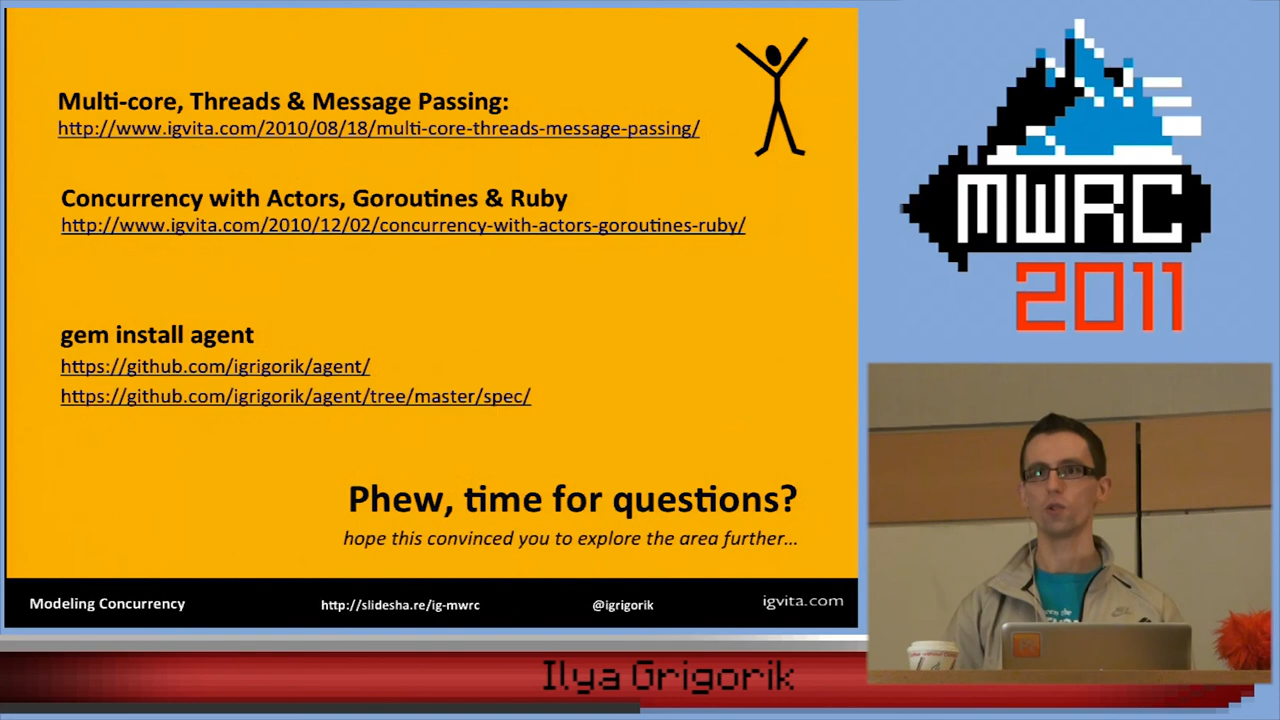 Multi-core, Threads & Message Passing:
http://www.igvita.com/2010/08/18/multi-core-threads-message-passing/
Concurrency with Actors, Goroutines & Ruby
http://www.igvita.com/2010/12/02/concurrency-with-actors-goroutines-ruby/
gem install agent
https://github.com/igrigorik/agent/
https://github.com/igrigorik/agent/tree/master/spec/
Phew, time for questions?
hope this convinced you to explore the area further...
Modeling Concurrency http://slidesha.re/ig-mwrc @igrigorik igvita.com
MWRC
2011
Ilya Grigorik